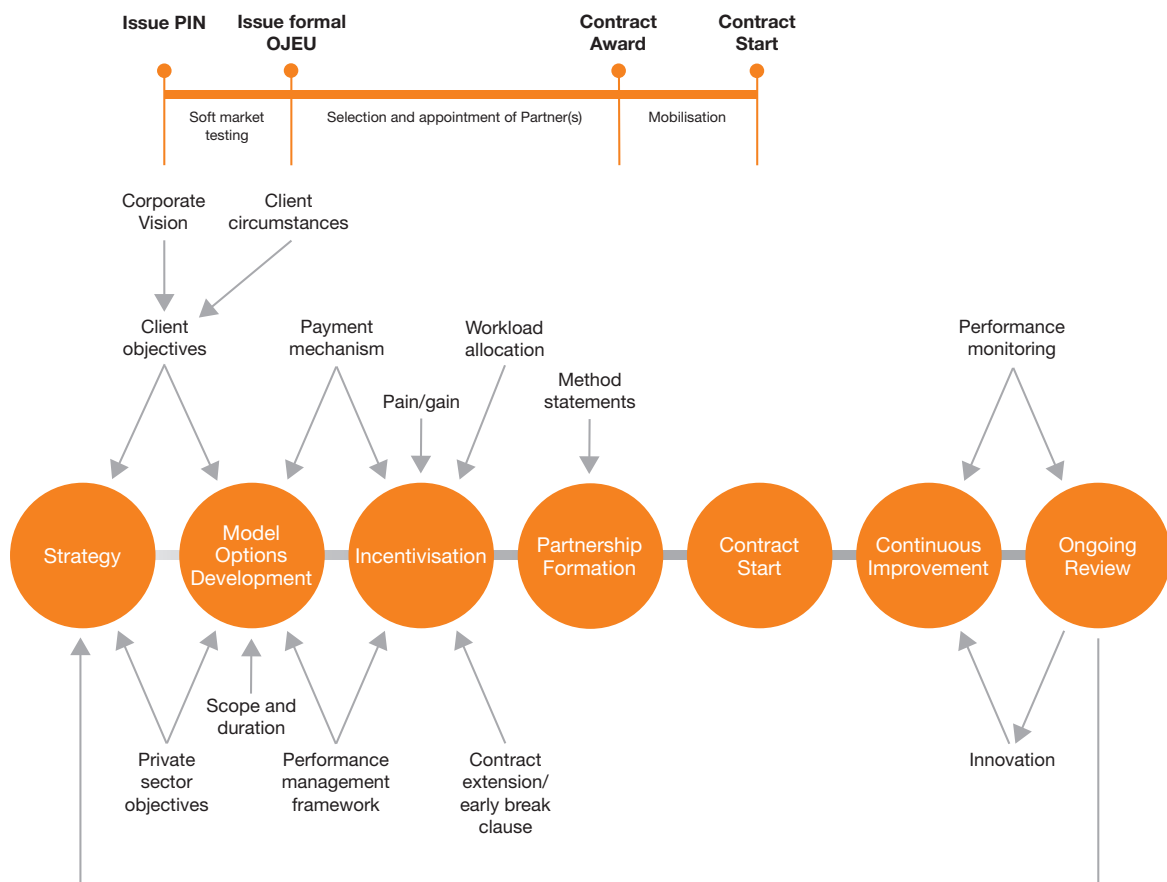 Issue PIN
Issue formal
OJEU
Contract
Award
Contract
Start
Soft market
testing
Selection and appointment of Partner(s)
Mobilisation
Corporate
Vision
Client
circumstances
Client
objectives
Payment
mechanism
Workload
allocation
Performance
monitoring
Pain/gain
Method
statements
Strategy
Model
Options
Development
Incentivisation
Partnership
Formation
Contract
Start
Continuous
Improvement
Ongoing
Review
Scope and
duration
Private
sector
objectives
Performance
management
framework
Contract
extension/
early break
clause
Innovation